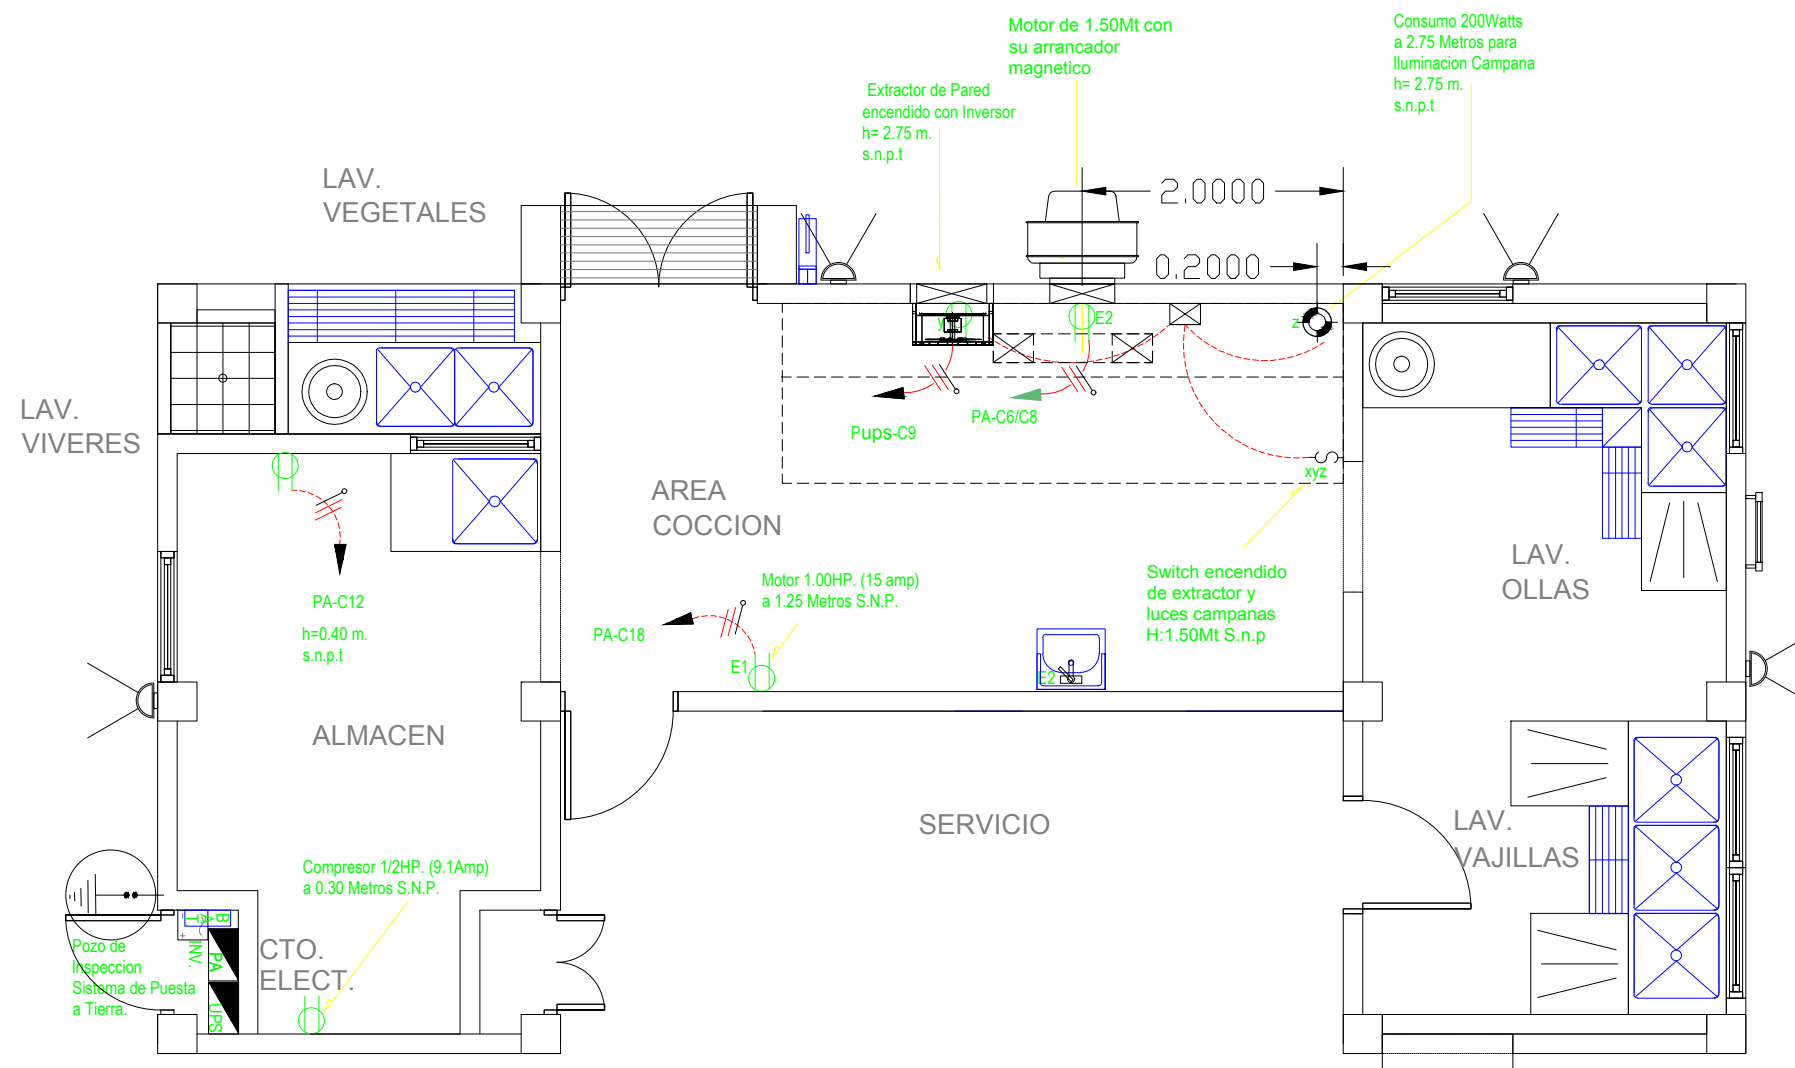 Motor de 1.50Mt con
su arrancador
magnetico
Consumo 200Watts
a 2.75 Metros para
Iluminacion Campana
h= 2.75 m.
s.n.p.t
Extractor de Pared
encendido con Inversor
h= 2.75 m.
s.n.p.t
LAV.
VEGETALES
2.0000
0.2000
y
E2
z
LAV.
VIVERES
Pups-C9
PA-C6/C8
xyz
AREA
COCCION
LAV.
OLLAS
Switch encendido
de extractor y
luces campanas
H:1.50Mt S.n.p
Motor 1.00HP. (15 amp)
a 1.25 Metros S.N.P.
PA-C12
h=0.40 m.
s.n.p.t
PA-C18
E1
E2
ALMACEN
SERVICIO
LAV.
VAJILLAS
Compresor 1/2HP. (9.1Amp)
a 0.30 Metros S.N.P.
BAT
INV.
PA
UPS
CTO.
ELECT.
Pozo de
Inspeccion
Sistema de Puesta
a Tierra.